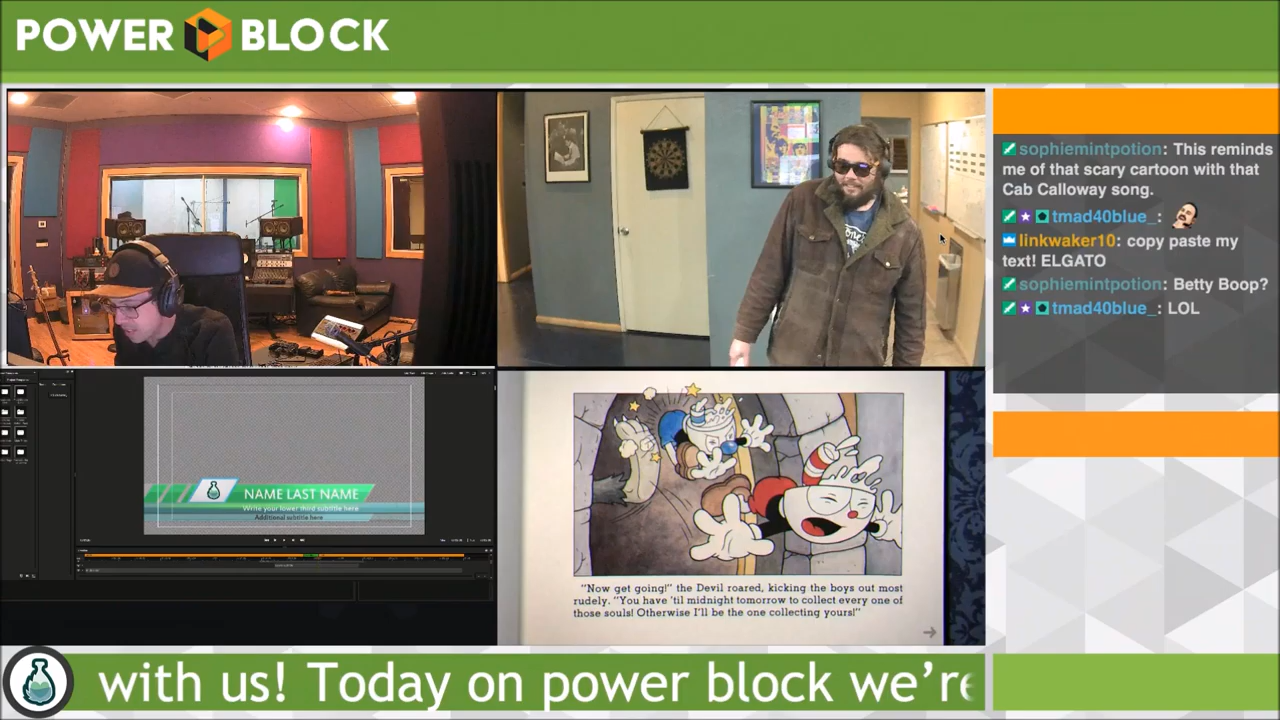 POWER BLOCK
sophiemintpotion: This reminds
me of that scary cartoon with that
Cab Calloway song.
tmad40blue_:
linkwaker10: copy paste my
text! ELGATO
sophiemintpotion: Betty Boop?
tmad40blue_: LOL
NAME LAST NAME
Write your lower third subtitle here
Additional subtitle here
"Now get going!" the Devil roared, kicking the boys out most
rudely. "You have 'til midnight tomorrow to collect every one of
those souls! Otherwise I'll be the one collecting yours!"
with us! Today on power block we're